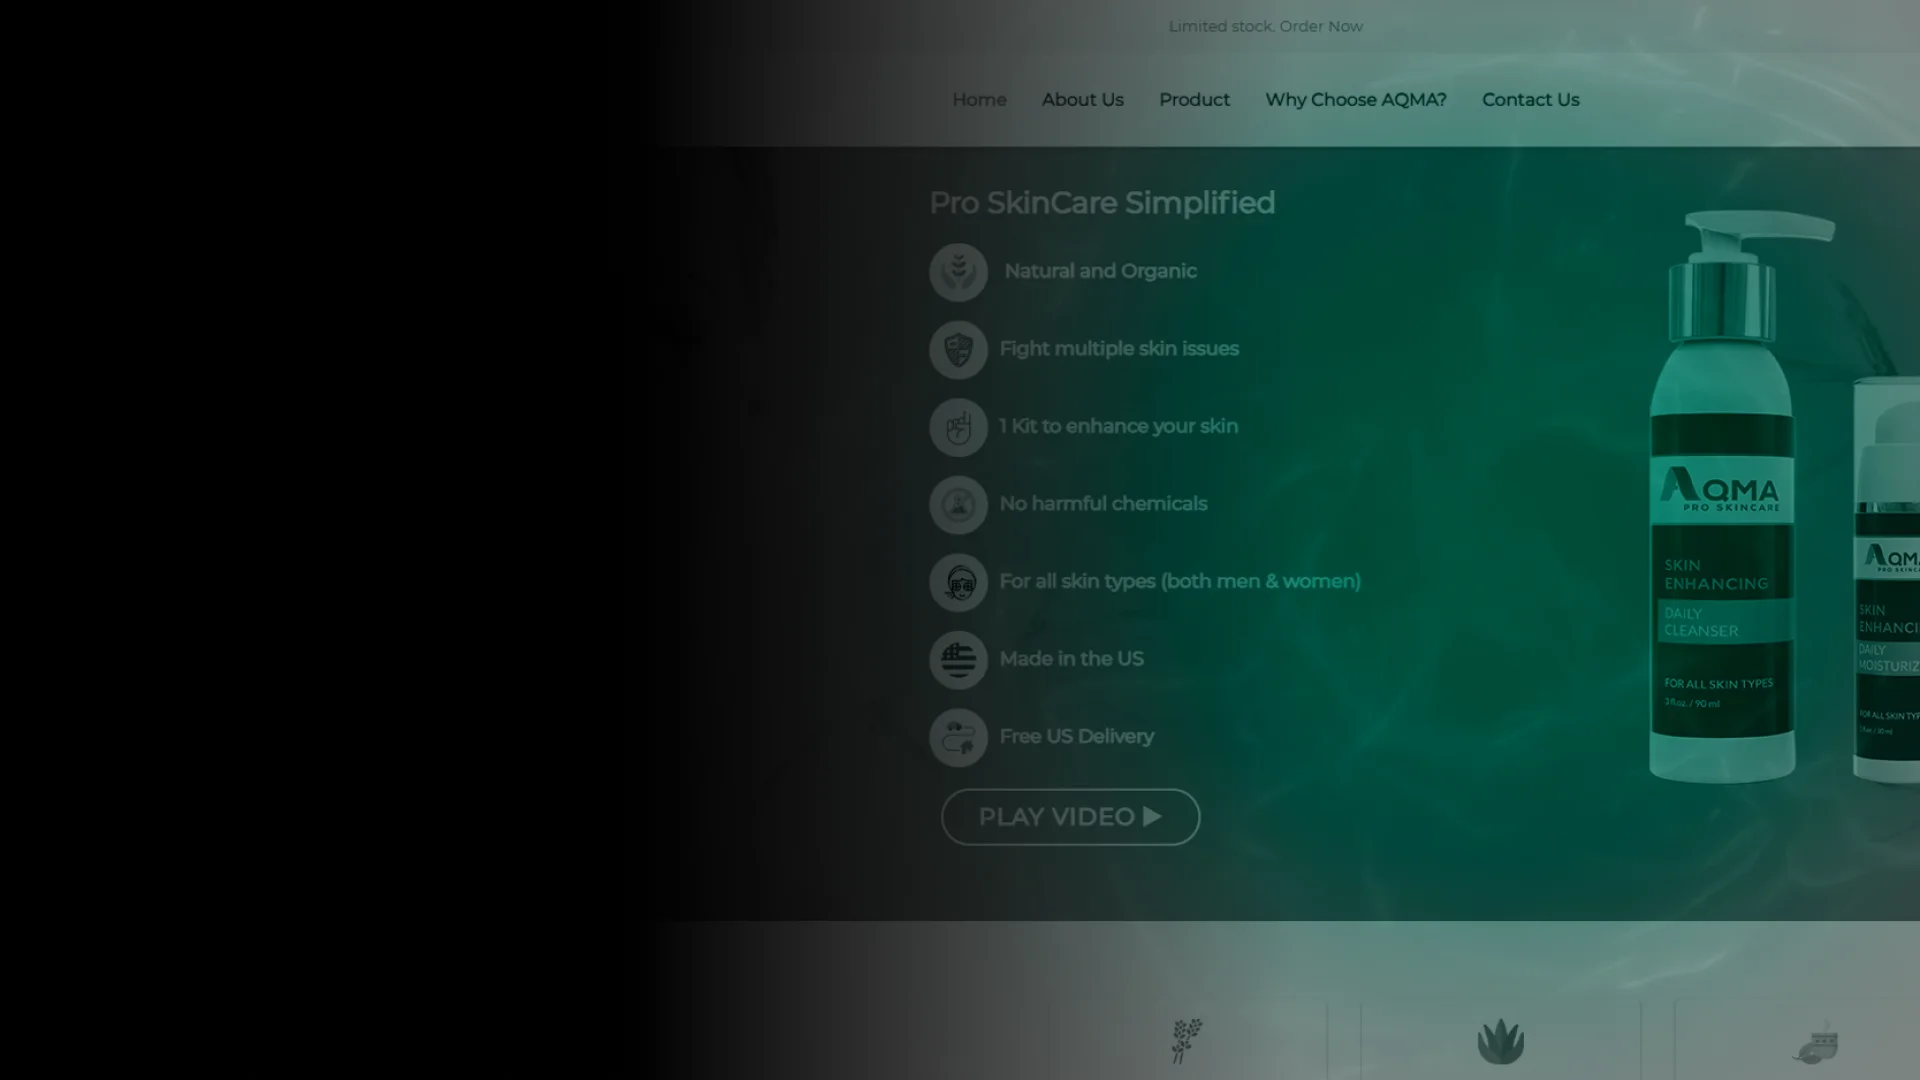 Limited stock. Order Now
Home About Us Product Why Choose AQMA? Contact Us
Pro SkinCare Simplified
Natural and Organic
Fight multiple skin issues
1 Kit to enhance your skin
No harmful chemicals
For all skin types (both men & women)
Made in the US
Free US Delivery
PLAY VIDEO
AQMA
PRO SKINCARE
SKIN
ENHANCING
DAILY
CLEANSER
FOR ALL SKIN TYPES
3 fl.oz. / 90 ml
AQMA
PRO SKINCARE
SKIN
ENHANCI
DAILY
MOISTURIZ
FOR ALL SKIN TYP